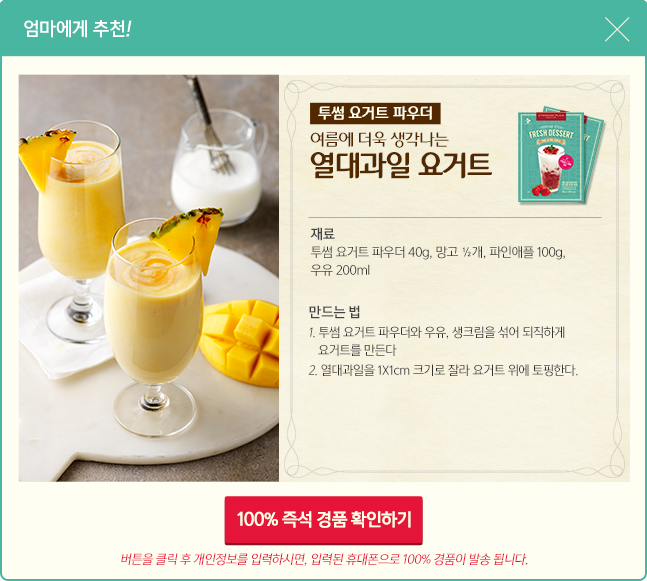 엄마에게 추천!
투썸 요거트 파우더
여름에 더욱 생각나는
열대과일 요거트
FRESH DESSERT
재료
투썸 요거트 파우더 40g, 망고 ½개, 파인애플 100g,
우유 200ml
만드는 법
1. 투썸 요거트 파우더와 우유, 생크림을 섞어 되직하게
요거트를 만든다
2. 열대과일을 1X1cm 크기로 잘라 요거트 위에 토핑한다.
100% 즉석 경품 확인하기
버튼을 클릭 후 개인정보를 입력하시면, 입력된 휴대폰으로 100% 경품이 발송 됩니다.